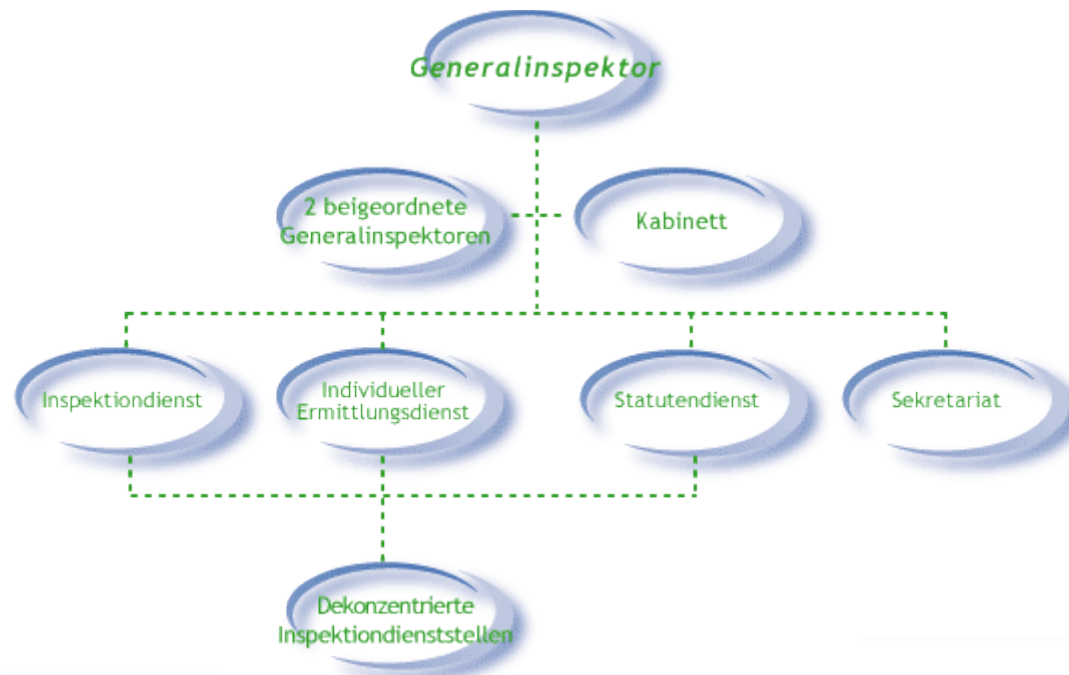 Generalinspektor
2 beigeordnete
Generalinspektoren
Kabinett
Inspektiondienst
Individueller
Ermittlungsdienst
Statutendienst
Sekretariat
Dekonzentrierte
Inspektiondienststellen